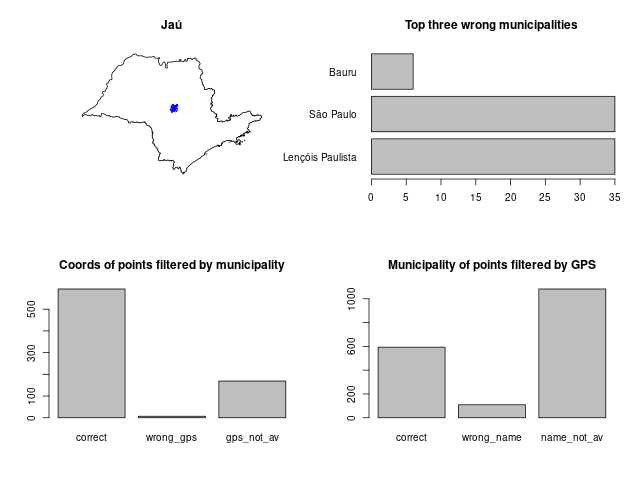 Jaú
Top three wrong municipalities
Bauru
São Paulo
Lençóis Paulista
0 5 10 15 20 25 30 35
Coords of points filtered by municipality
500
300
100
0
correct wrong_gps gps_not_av
Municipality of points filtered by GPS
1000
600
200
0
correct wrong_name name_not_av